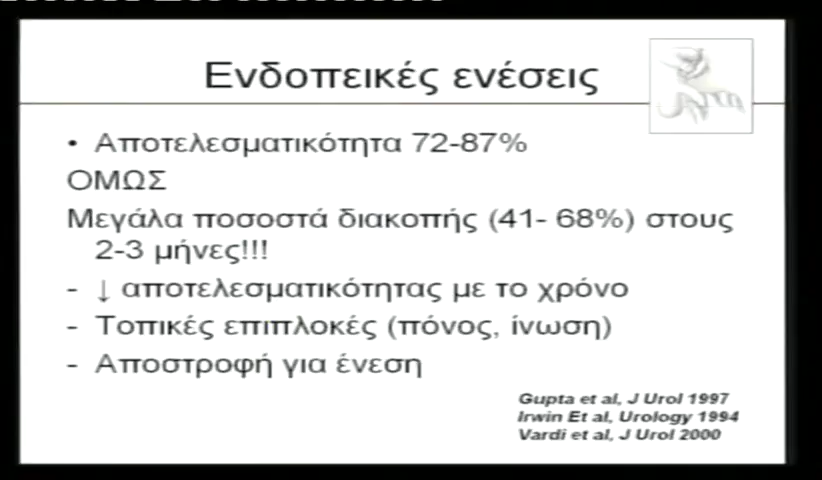 Ενδοπεικές ενέσεις
• Αποτελεσματικότητα 72-87%
ΟΜΩΣ
Μεγάλα ποσοστά διακοπής (41- 68%) στους
2-3 μήνες!!!
- ↓ αποτελεσματικότητας με το χρόνο
- Τοπικές επιπλοκές (πόνος, ίνωση)
- Αποστροφή για ένεση
Gupta et al, J Urol 1997
Irwin Et al, Urology 1994
Vardi et al, J Urol 2000